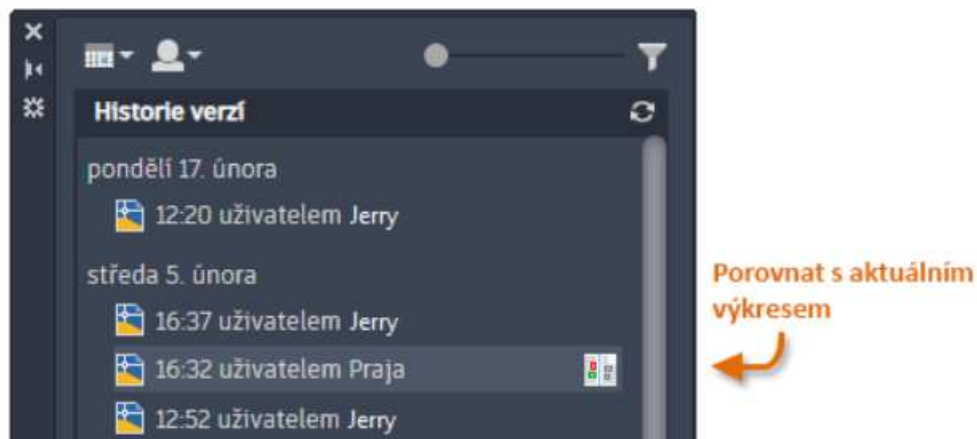 Historie verzí
pondělí 17. února
12:20 uživatelem Jerry
středa 5. února
16:37 uživatelem Jerry
16:32 uživatelem Praja
12:52 uživatelem Jerry
Porovnat s aktuálním
výkresem